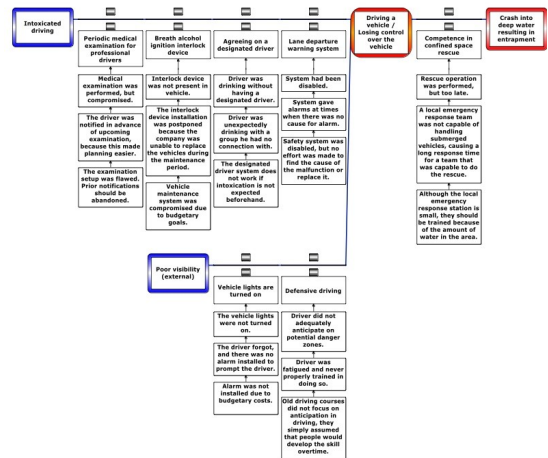 Intoxicated
driving
Periodic medical
examination for
professional
drivers
Medical
examination was
performed, but
compromised.
The driver was
notified in advance
of upcoming
examination,
because this made
planning easier.
The examination
setup was flawed.
Prior notifications
should be
abandoned.
Breath alcohol
ignition interlock
device
Interlock device
was not present in
vehicle.
The interlock
device installation
was postponed
because the
company was
unable to replace
the vehicles during
the maintenance
period.
Vehicle
maintenance
system was
compromised due
to budgetary
goals.
Agreeing on a
designated driver
Driver was
drinking without
having a
designated driver.
Driver was
unexpectedly
drinking with a
group he had no
connection with.
The designated
driver system does
not work if
intoxication is not
expected
beforehand.
Lane departure
warning system
System had been
disabled.
System gave
alarms at times
when there was no
cause for alarm.
Safety system was
disabled, but no
effort was made to
find the cause of
the malfunction or
replace it.
Driving a
vehicle /
Losing control
over the
vehicle
Competence in
confined space
rescue
Rescue operation
was performed,
but too late.
A local emergency
response team
was not capable of
handling
submerged
vehicles, causing a
long response time
for a team that
was capable to do
the rescue.
Although the local
emergency
response station is
small, they should
be trained because
of the amount of
water in the area.
Crash into
deep water
resulting in
entrapment
Poor visibility
(external)
Vehicle lights are
turned on
The vehicle lights
were not turned
on.
The driver forgot,
and there was no
alarm installed to
prompt the driver.
Alarm was not
installed due to
budgetary costs.
Defensive driving
Driver did not
adequately
anticipate on
potential danger
zones.
Driver was
fatigued and never
properly trained in
doing so.
Old driving courses
did not focus on
anticipation in
driving, they
simply assumed
that people would
develop the skill
overtime.